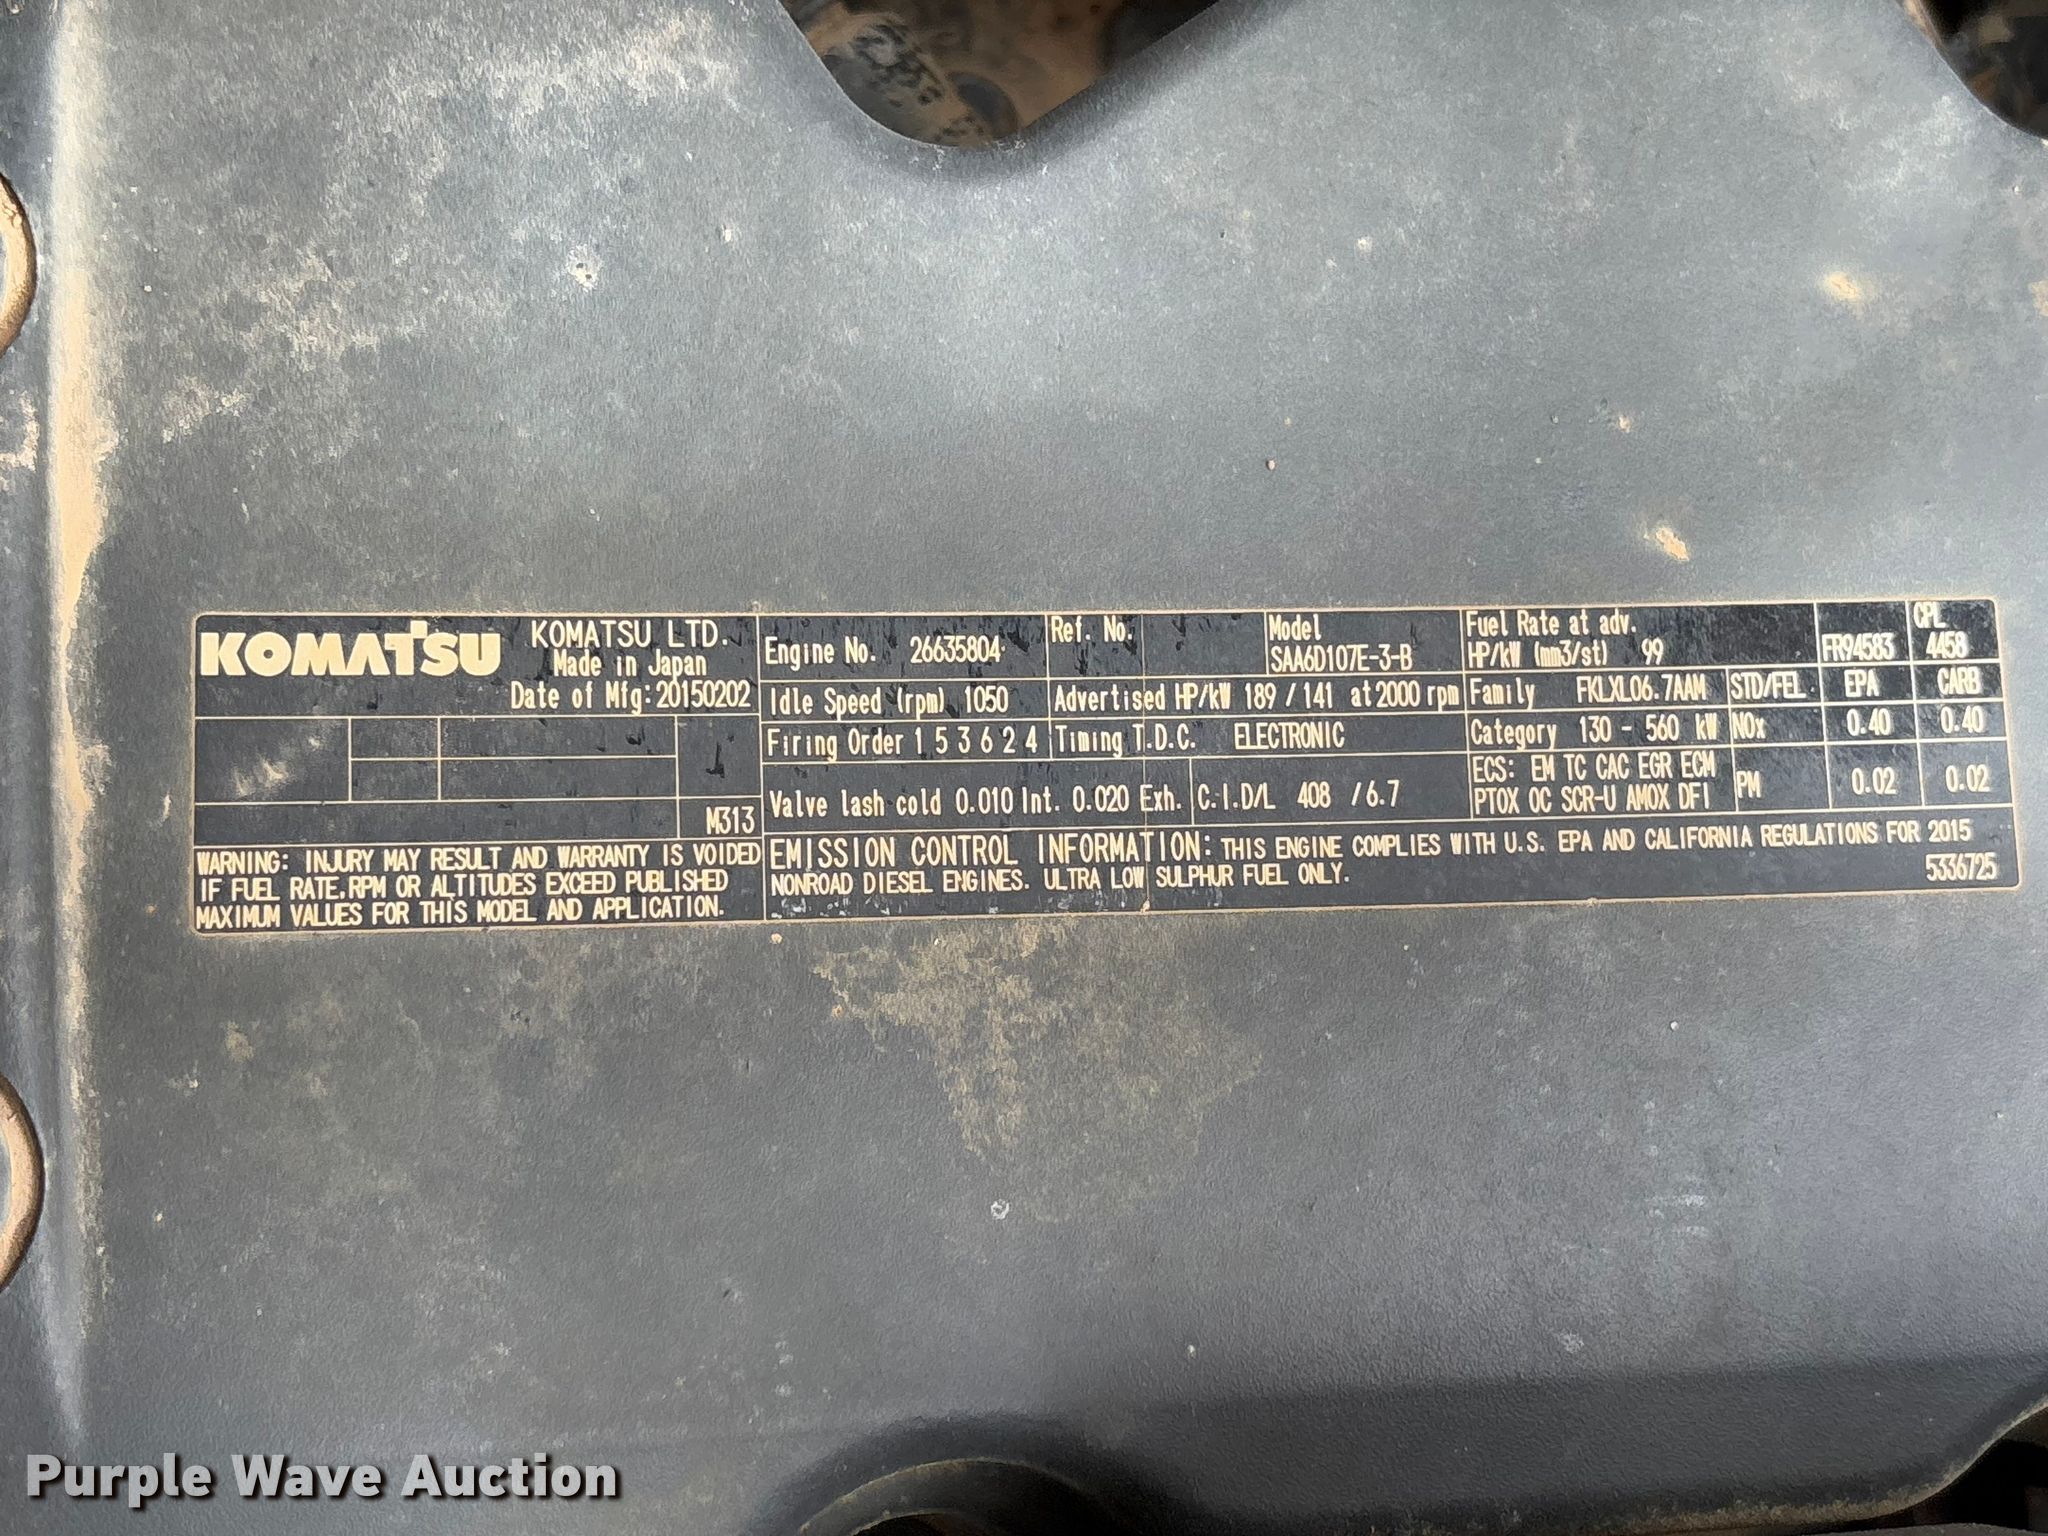 KOMATSU
KOMATSU LTD.
Made in Japan
Date of Mfg:20150202
M313
WARNING: INJURY MAY RESULT AND WARRANTY IS VOIDED
IF FUEL RATE,RPM OR ALTITUDES EXCEED PUBLISHED
MAXIMUM VALUES FOR THIS MODEL AND APPLICATION.
Engine No. 26635804
Ref. No.
Model
SAA6D107E-3-B
Fuel Rate at adv.
HP/kW (mm3/st) 99
FR94583
CPL
4458
Idle Speed (rpm) 1050
Advertised HP/kW 189 / 141 at 2000 rpm
Family FKLXL06.7AAM
STD/FEL EPA CARB
Firing Order 1 5 3 6 2 4
Timing T.D.C. ELECTRONIC
Category 130 - 560 kW
NOx 0.40 0.40
Valve lash cold 0.010 Int. 0.020 Exh.
C.I.D/L 408 / 6.7
ECS: EM TC CAC EGR ECM
PTOX OC SCR-U AMOX DFI
PM 0.02 0.02
EMISSION CONTROL INFORMATION: THIS ENGINE COMPLIES WITH U.S. EPA AND CALIFORNIA REGULATIONS FOR 2015
NONROAD DIESEL ENGINES. ULTRA LOW SULPHUR FUEL ONLY.
5336725
Purple Wave Auction